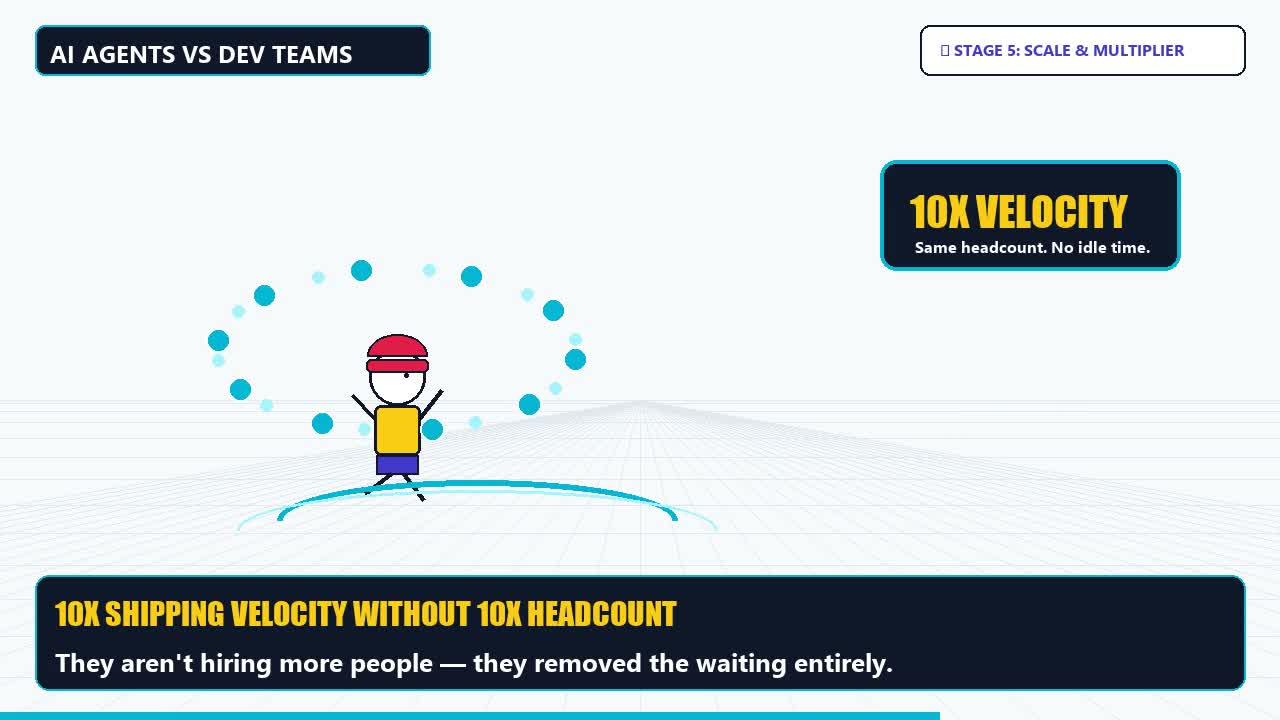 AI AGENTS VS DEV TEAMS
STAGE 5: SCALE & MULTIPLIER
10X VELOCITY
Same headcount. No idle time.
10X SHIPPING VELOCITY WITHOUT 10X HEADCOUNT
They aren't hiring more people — they removed the waiting entirely.